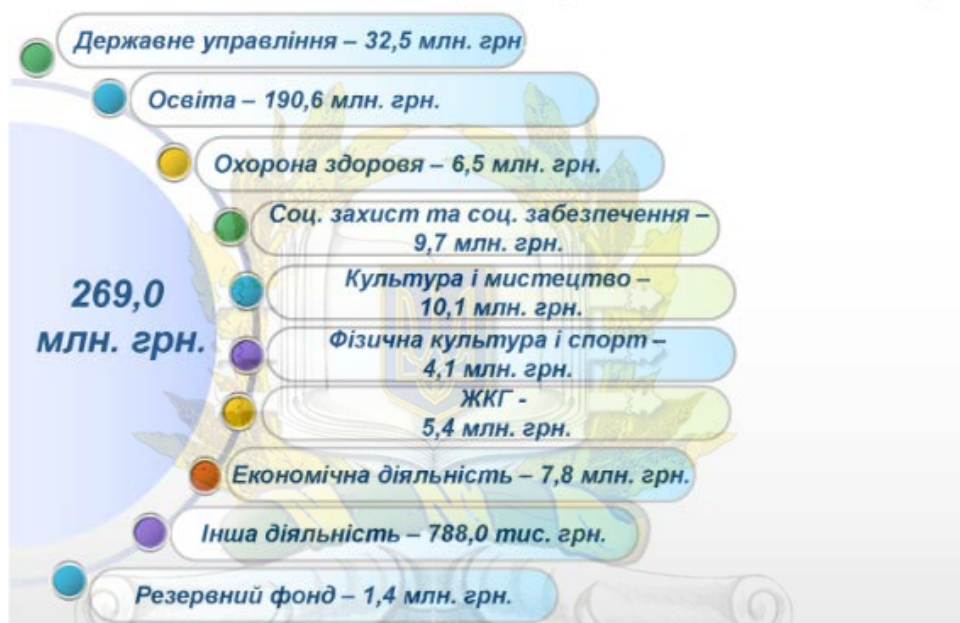 Державне управління – 32,5 млн. грн
Освіта – 190,6 млн. грн.
Охорона здоровя – 6,5 млн. грн.
Соц. захист та соц. забезпечення –
9,7 млн. грн.
Культура і мистецтво –
10,1 млн. грн.
269,0
млн. грн.
Фізична культура і спорт –
4,1 млн. грн.
ЖКГ -
5,4 млн. грн.
Економічна діяльність – 7,8 млн. грн.
Інша діяльність – 788,0 тис. грн.
Резервний фонд – 1,4 млн. грн.